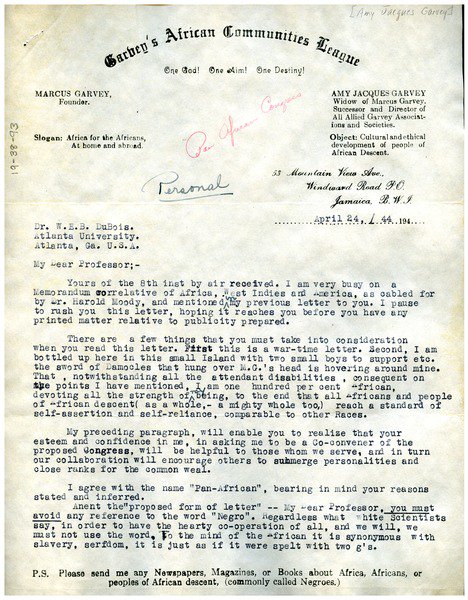 [Amy Jacques Garvey]
Garvey's African Communities League
One God! One Aim! One Destiny!
MARCUS GARVEY,
Founder.
Slogan: Africa for the Africans,
At home and abroad.
AMY JACQUES GARVEY
Widow of Marcus Garvey,
Successor and Director of
All Allied Garvey Associat-
ions and Societies.
Object: Cultural and ethical
development of people of
African Descent.
Pan African Congress
Personal
53 Mountain View Ave.,
Windward Road P.O.
Jamaica. B.W.I.
April 24, / 44 194
Dr. W.E.B. DuBois.
Atlanta University.
Atlanta, Ga. U.S.A.
My Dear Professor;-
Yours of the 8th inst by air received. I am very busy on a
Memorandum correlative of Africa, West Indies and America, as cabled for
by Dr. Harold Moody, and mentioned my previous letter to you. I pause
to rush you this letter, hoping it reaches you before you have any
printed matter relative to publicity prepared.
There are a few things that you must take into consideration
when you read this letter. First this is a war-time letter. Second, I am
bottled up here in this small Island with two small boys to support etc.
the sword of Damocles that hung over M.G.'s head is hovering around mine.
That , notwithstanding all the attendant disabilities , consequent on
the points I have mentioned, I am one hundred per cent African,
devoting all the strength of being, to the end that all Africans and people
of African descent( as a whole,- a mighty whole too,) reach a standard of
self-assertion and self-reliance, comparable to other Races.
My preceding paragraph, will enable you to realise that your
esteem and confidence in me, in asking me to be a Co-convener of the
proposed Congress, will be helpful to those whom we serve, and in turn
our collaboration will encourage others to submerge personalities and
close ranks for the common weal.
I agree with the name "Pan-African", bearing in mind your reasons
stated and inferred.
Anent the"proposed form of letter" -- My Dear Professor, you must
avoid any reference to the word "Negro". Regardless what white Scientists
say, in order to have the hearty co-operation of all, and we will, we
must not use the word, To the mind of the African it is synonymous with
slavery, serfdom, it is just as if it were spelt with two g's.
P.S. Please send me any Newspapers, Magazines, or Books about Africa, Africans, or
peoples of African descent, (commonly called Negroes.)